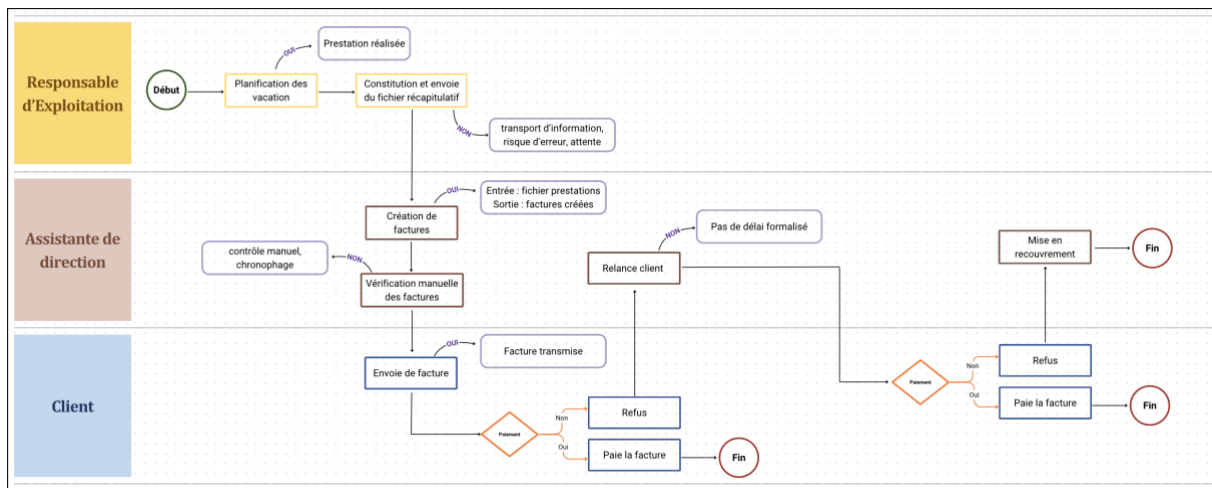 Responsable
d'Exploitation
Début
Planification des
vacation
OUI
Prestation réalisée
Constitution et envoie
du fichier récapitulatif
NON
transport d'information,
risque d'erreur, attente
Assistante de
direction
Création de
factures
OUI
Entrée : fichier prestations
Sortie : factures créées
contrôle manuel,
chronophage
NON
Vérification manuelle
des factures
Relance client
NON
Pas de délai formalisé
Mise en
recouvrement
Fin
Client
Envoie de facture
OUI
Facture transmise
Paiement
Non
Refus
Oui
Paie la facture
Fin
Paiement
Non
Refus
Oui
Paie la facture
Fin